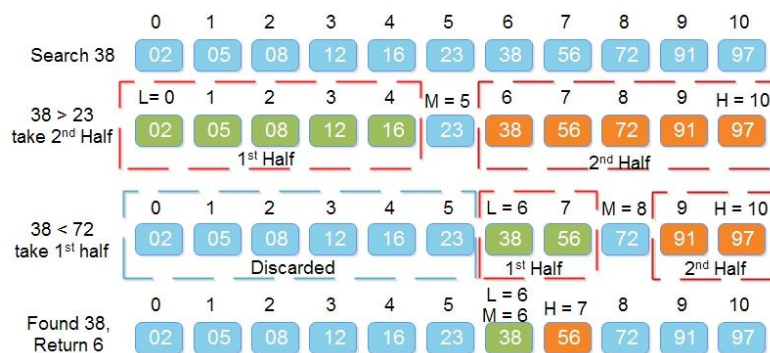 0 1 2 3 4 5 6 7 8 9 10
Search 38 02 05 08 12 16 23 38 56 72 91 97
L= 0 1 2 3 4 M = 5 6 7 8 9 H = 10
38 > 23
take 2nd Half
02 05 08 12 16 23 38 56 72 91 97
1st Half 2nd Half
0 1 2 3 4 5 L = 6 7 M = 8 9 H = 10
38 < 72
take 1st half
02 05 08 12 16 23 38 56 72 91 97
Discarded 1st Half 2nd Half
L = 6
0 1 2 3 4 5 M = 6 H = 7 8 9 10
Found 38,
Return 6
02 05 08 12 16 23 38 56 72 91 97